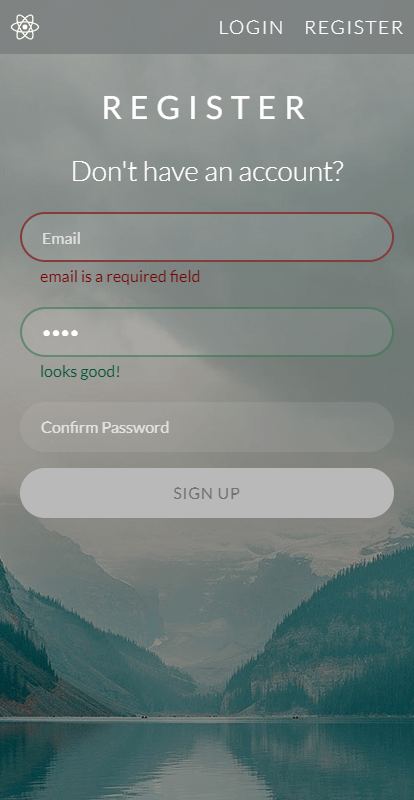 LOGIN REGISTER
REGISTER
Don't have an account?
Email
email is a required field
••••
looks good!
Confirm Password
SIGN UP